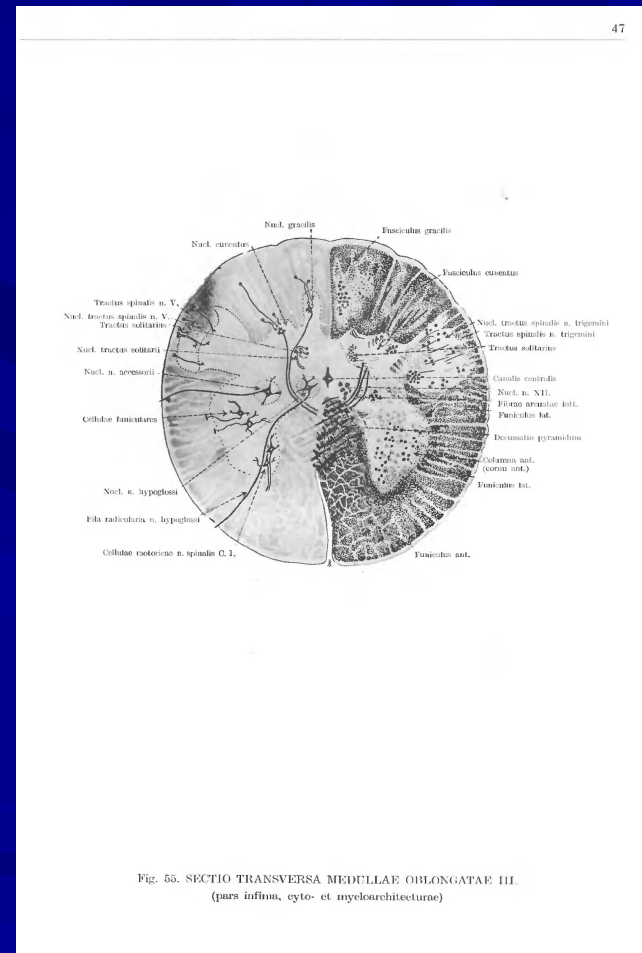 47
Nucl. gracilis
Nucl. cuneatus
Tractus spinalis n. V.
Nucl. tractus spinalis n. V.
Tractus solitarius
Nucl. tractus solitarii
Nucl. n. accessorii
Cellulae funiculares
Nucl. n. hypoglossi
Fila radicularia n. hypoglossi
Cellulae motoricae n. spinalis C. I.
Fasciculus gracilis
Fasciculus cuneatus
Nucl. tractus spinalis n. trigemini
Tractus spinalis n. trigemini
Tractus solitarius
Canalis centralis
Nucl. n. XII.
Fibrae arcuatae intt.
Funiculus lat.
Decussatio pyramidum
Columna ant.
(cornu ant.)
Funiculus lat.
Funiculus ant.
Fig. 55. SECTIO TRANSVERSA MEDULLAE OBLONGATAE III.
(pars infima, cyto- et myeloarchitecturae)